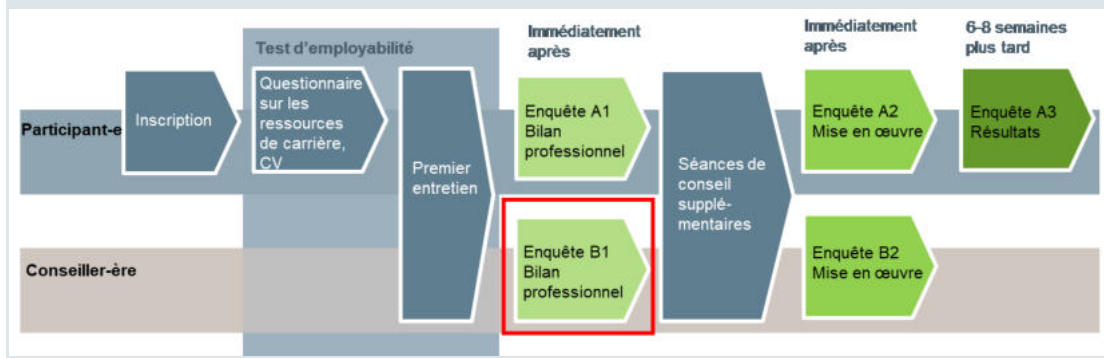 Test d'employabilité
Immédiatement
après
Immédiatement
après
6-8 semaines
plus tard
Participant-e
Inscription
Questionnaire
sur les
ressources
de carrière,
CV
Premier
entretien
Enquête A1
Bilan
professionnel
Séances de
conseil
supplé-
mentaires
Enquête A2
Mise en œuvre
Enquête A3
Résultats
Conseiller-ère
Enquête B1
Bilan
professionnel
Enquête B2
Mise en œuvre